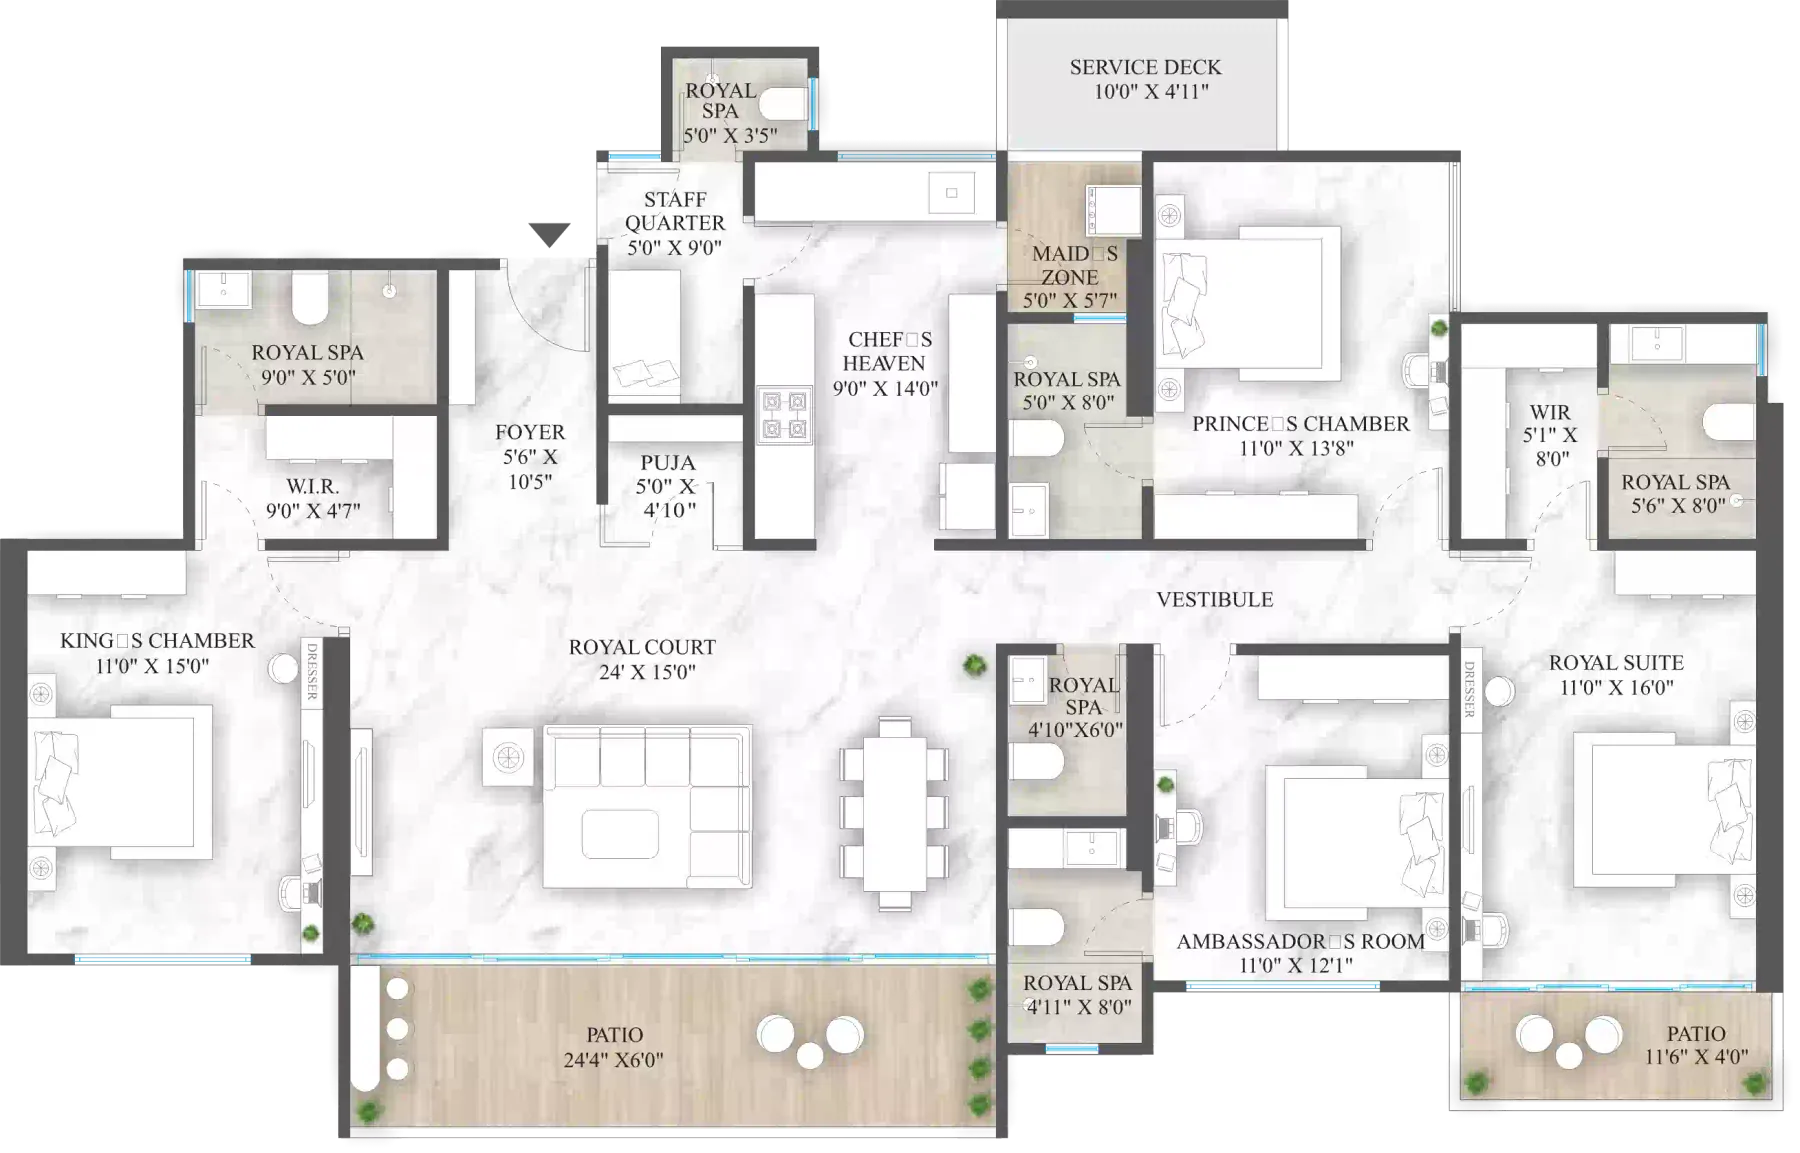 SERVICE DECK
10'0" X 4'11"
ROYAL
SPA
5'0" X 3'5"
STAFF
QUARTER
5'0" X 9'0"
MAID□S
ZONE
5'0" X 5'7"
ROYAL SPA
9'0" X 5'0"
CHEF□S
HEAVEN
9'0" X 14'0"
ROYAL SPA
5'0" X 8'0"
PRINCE□S CHAMBER
11'0" X 13'8"
WIR
5'1" X
8'0"
ROYAL SPA
5'6" X 8'0"
FOYER
5'6" X
10'5"
PUJA
5'0" X
4'10"
W.I.R.
9'0" X 4'7"
VESTIBULE
KING□S CHAMBER
11'0" X 15'0"
DRESSER
ROYAL COURT
24' X 15'0"
ROYAL
SPA
4'10"X6'0"
DRESSER
ROYAL SUITE
11'0" X 16'0"
AMBASSADOR□S ROOM
11'0" X 12'1"
ROYAL SPA
4'11" X 8'0"
PATIO
24'4" X6'0"
PATIO
11'6" X 4'0"